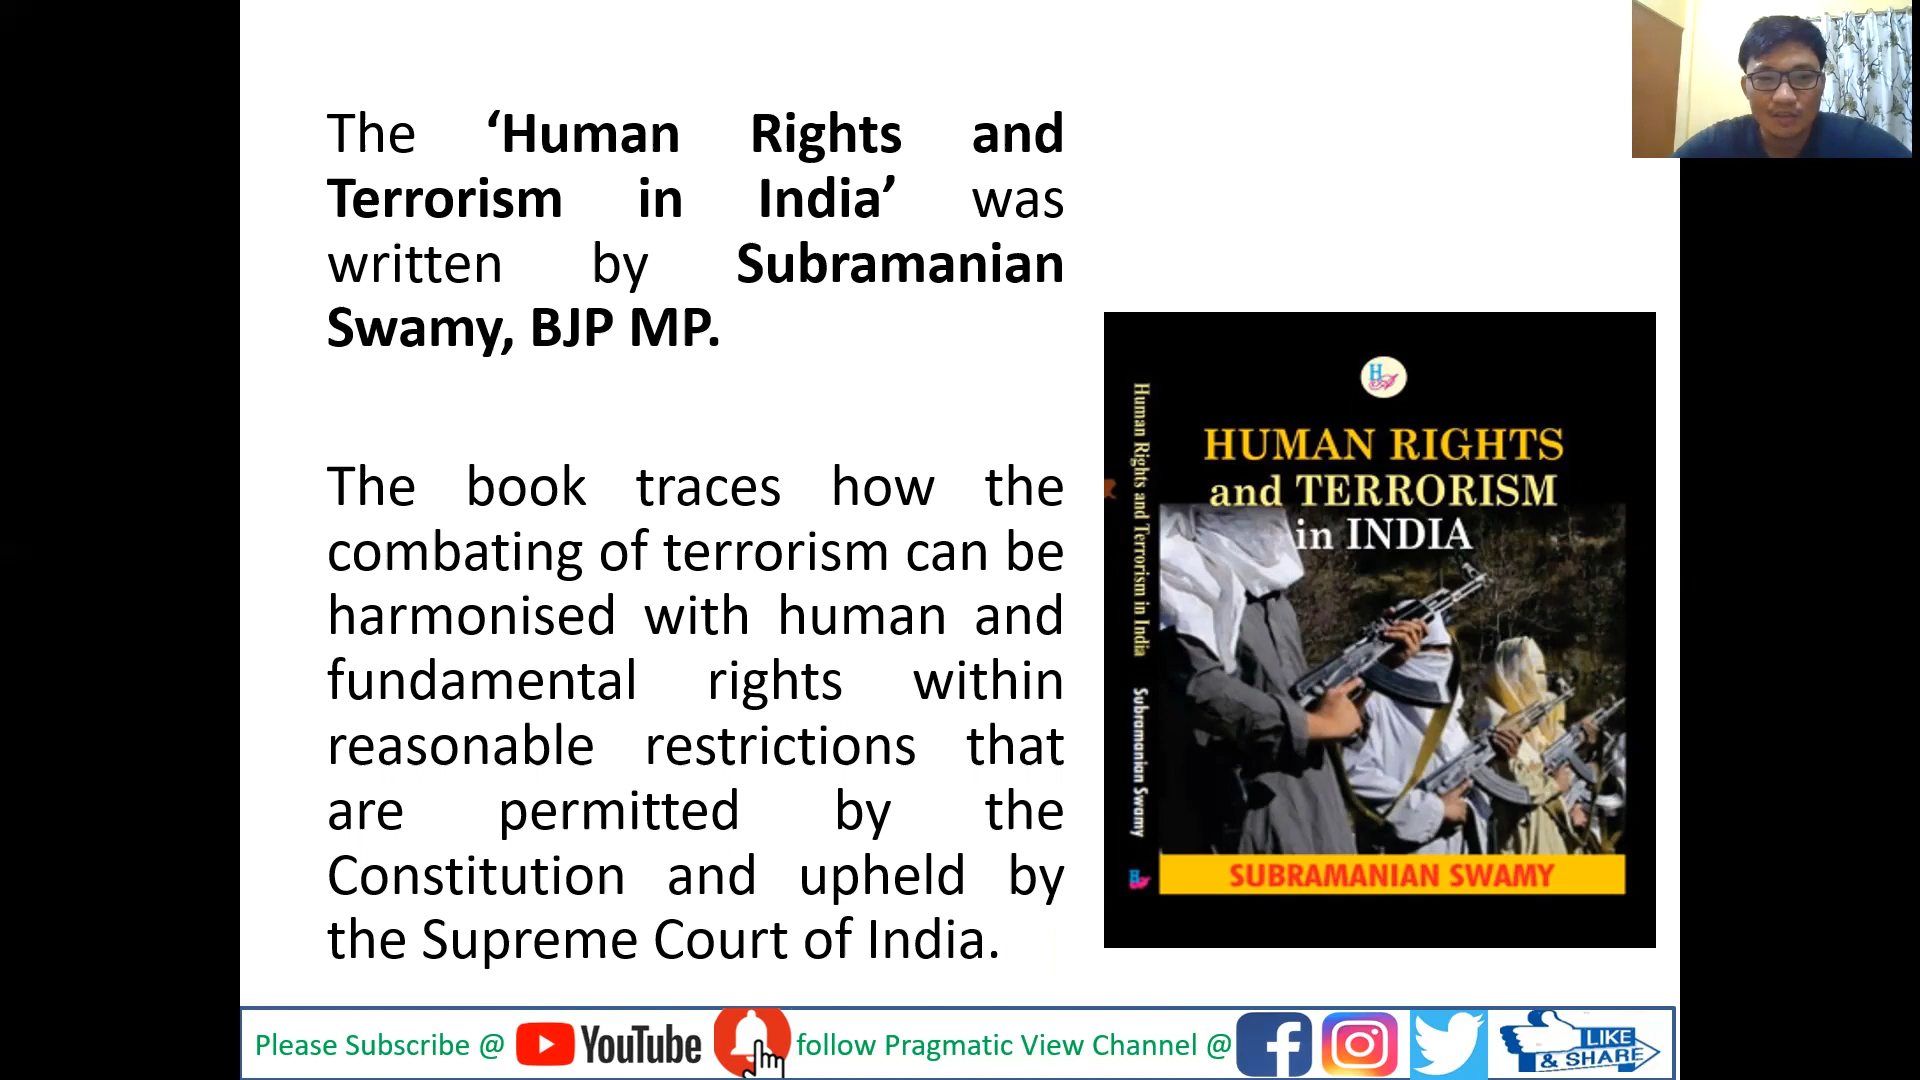 The ‘Human Rights and
Terrorism in India’ was
written by Subramanian
Swamy, BJP MP.
The book traces how the
combating of terrorism can be
harmonised with human and
fundamental rights within
reasonable restrictions that
are permitted by the
Constitution and upheld by
the Supreme Court of India.
H
HUMAN RIGHTS
and TERRORISM
in INDIA
SUBRAMANIAN SWAMY
Human Rights and Terrorism in India
Subramanian Swamy
H
Please Subscribe @ YouTube follow Pragmatic View Channel @
LIKE
& SHARE